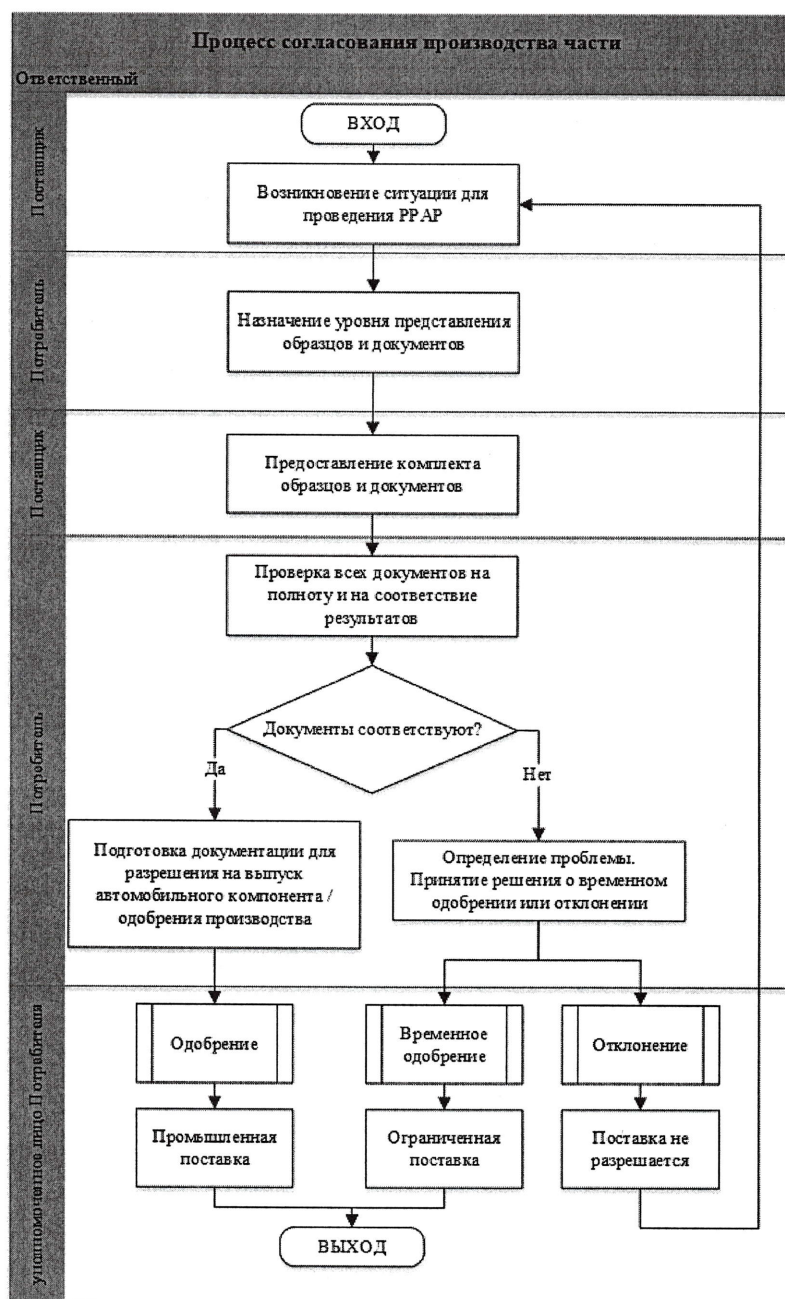 Процесс согласования производства части
Ответственный
Поставщик
ВХОД
Возникновение ситуации для
проведения PPAP
Потребитель
Назначение уровня представления
образцов и документов
Поставщик
Предоставление комплекта
образцов и документов
Потребитель
Проверка всех документов на
полноту и на соответствие
результатов
Документы соответствуют?
Да
Нет
Подготовка документации для
разрешения на выпуск
автомобильного компонента /
одобрения производства
Определение проблемы.
Принятие решения о временном
одобрении или отклонении
уполномоченное лицо Потребителя
Одобрение
Временное
одобрение
Отклонение
Промышленная
поставка
Ограниченная
поставка
Поставка не
разрешается
ВЫХОД